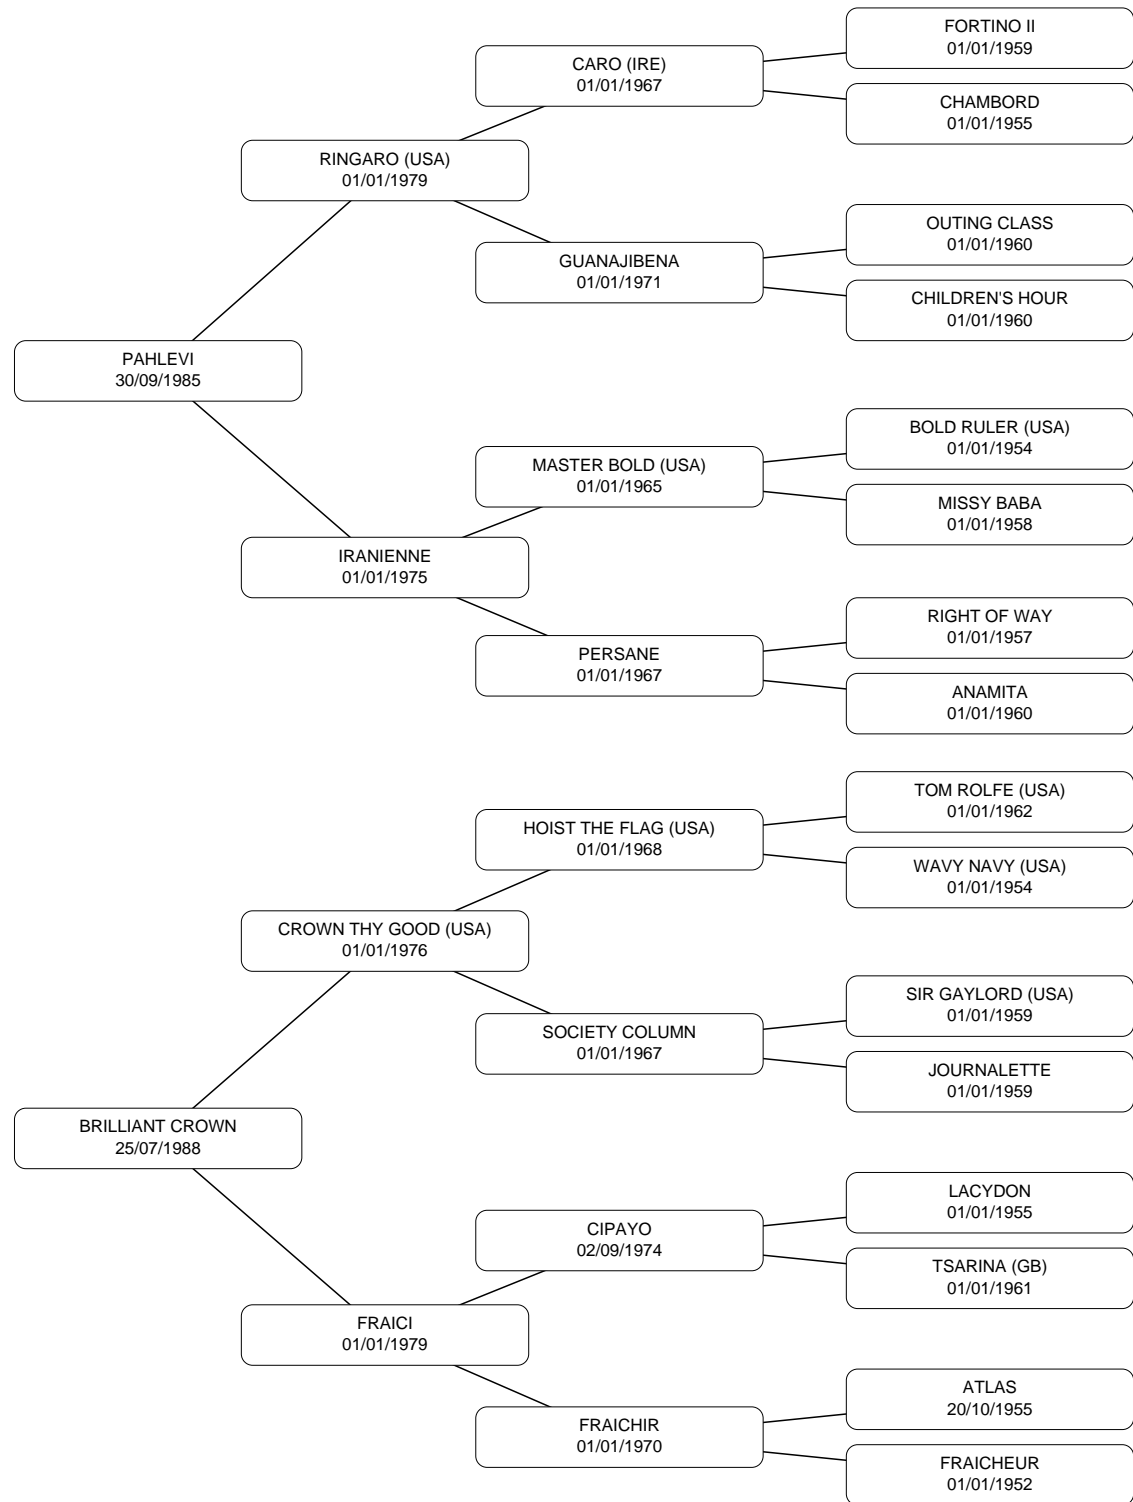 FORTINO II
01/01/1959
CARO (IRE)
01/01/1967
CHAMBORD
01/01/1955
RINGARO (USA)
01/01/1979
OUTING CLASS
01/01/1960
GUANAJIBENA
01/01/1971
CHILDREN'S HOUR
01/01/1960
PAHLEVI
30/09/1985
BOLD RULER (USA)
01/01/1954
MASTER BOLD (USA)
01/01/1965
MISSY BABA
01/01/1958
IRANIENNE
01/01/1975
RIGHT OF WAY
01/01/1957
PERSANE
01/01/1967
ANAMITA
01/01/1960
TOM ROLFE (USA)
01/01/1962
HOIST THE FLAG (USA)
01/01/1968
WAVY NAVY (USA)
01/01/1954
CROWN THY GOOD (USA)
01/01/1976
SIR GAYLORD (USA)
01/01/1959
SOCIETY COLUMN
01/01/1967
JOURNALETTE
01/01/1959
BRILLIANT CROWN
25/07/1988
LACYDON
01/01/1955
CIPAYO
02/09/1974
TSARINA (GB)
01/01/1961
FRAICI
01/01/1979
ATLAS
20/10/1955
FRAICHIR
01/01/1970
FRAICHEUR
01/01/1952